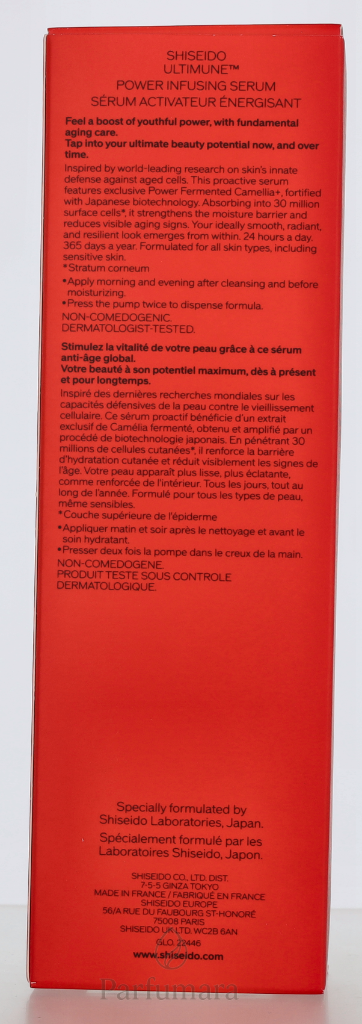 SHISEIDO
ULTIMUNE™
POWER INFUSING SERUM
SÉRUM ACTIVATEUR ÉNERGISANT
Feel a boost of youthful power, with fundamental
aging care.
Tap into your ultimate beauty potential now, and over
time.
Inspired by world-leading research on skin's innate
defense against aged cells. This proactive serum
features exclusive Power Fermented Camellia+, fortified
with Japanese biotechnology. Absorbing into 30 million
surface cells*, it strengthens the moisture barrier and
reduces visible aging signs. Your ideally smooth, radiant,
and resilient look emerges from within. 24 hours a day.
365 days a year. Formulated for all skin types, including
sensitive skin.
*Stratum corneum
•Apply morning and evening after cleansing and before
moisturizing.
•Press the pump twice to dispense formula.
NON-COMEDOGENIC.
DERMATOLOGIST-TESTED.
Stimulez la vitalité de votre peau grâce à ce sérum
anti-âge global.
Votre beauté à son potentiel maximum, dès à présent
et pour longtemps.
Inspiré des dernières recherches mondiales sur les
capacités défensives de la peau contre le vieillissement
cellulaire. Ce sérum proactif bénéficie d'un extrait
exclusif de Camélia fermenté, obtenu et amplifié par un
procédé de biotechnologie japonais. En pénétrant 30
millions de cellules cutanées*, il renforce la barrière
d'hydratation cutanée et réduit visiblement les signes de
l'âge. Votre peau apparaît plus lisse, plus éclatante,
comme renforcée de l'intérieur. Tous les jours, tout au
long de l'année. Formulé pour tous les types de peau,
même sensibles.
*Couche supérieure de l'épiderme
•Appliquer matin et soir après le nettoyage et avant le
soin hydratant.
•Presser deux fois la pompe dans le creux de la main.
NON-COMEDOGENE.
PRODUIT TESTE SOUS CONTROLE
DERMATOLOGIQUE.
Specially formulated by
Shiseido Laboratories, Japan.
Spécialement formulé par les
Laboratoires Shiseido, Japon.
SHISEIDO CO., LTD. DIST.
7-5-5 GINZA TOKYO
MADE IN FRANCE / FABRIQUÉ EN FRANCE
SHISEIDO EUROPE
56/A RUE DU FAUBOURG ST-HONORÉ
75008 PARIS
SHISEIDO UK LTD. WC2B 6AN
GLO. 22446
www.shiseido.com
Parfumara